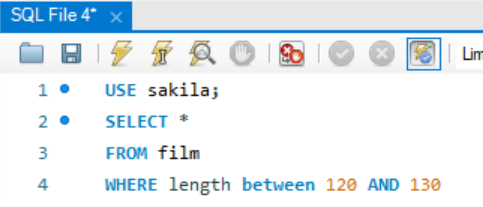 SQL File 4*
Lim
1 USE sakila;
2 SELECT *
3 FROM film
4 WHERE length between 120 AND 130